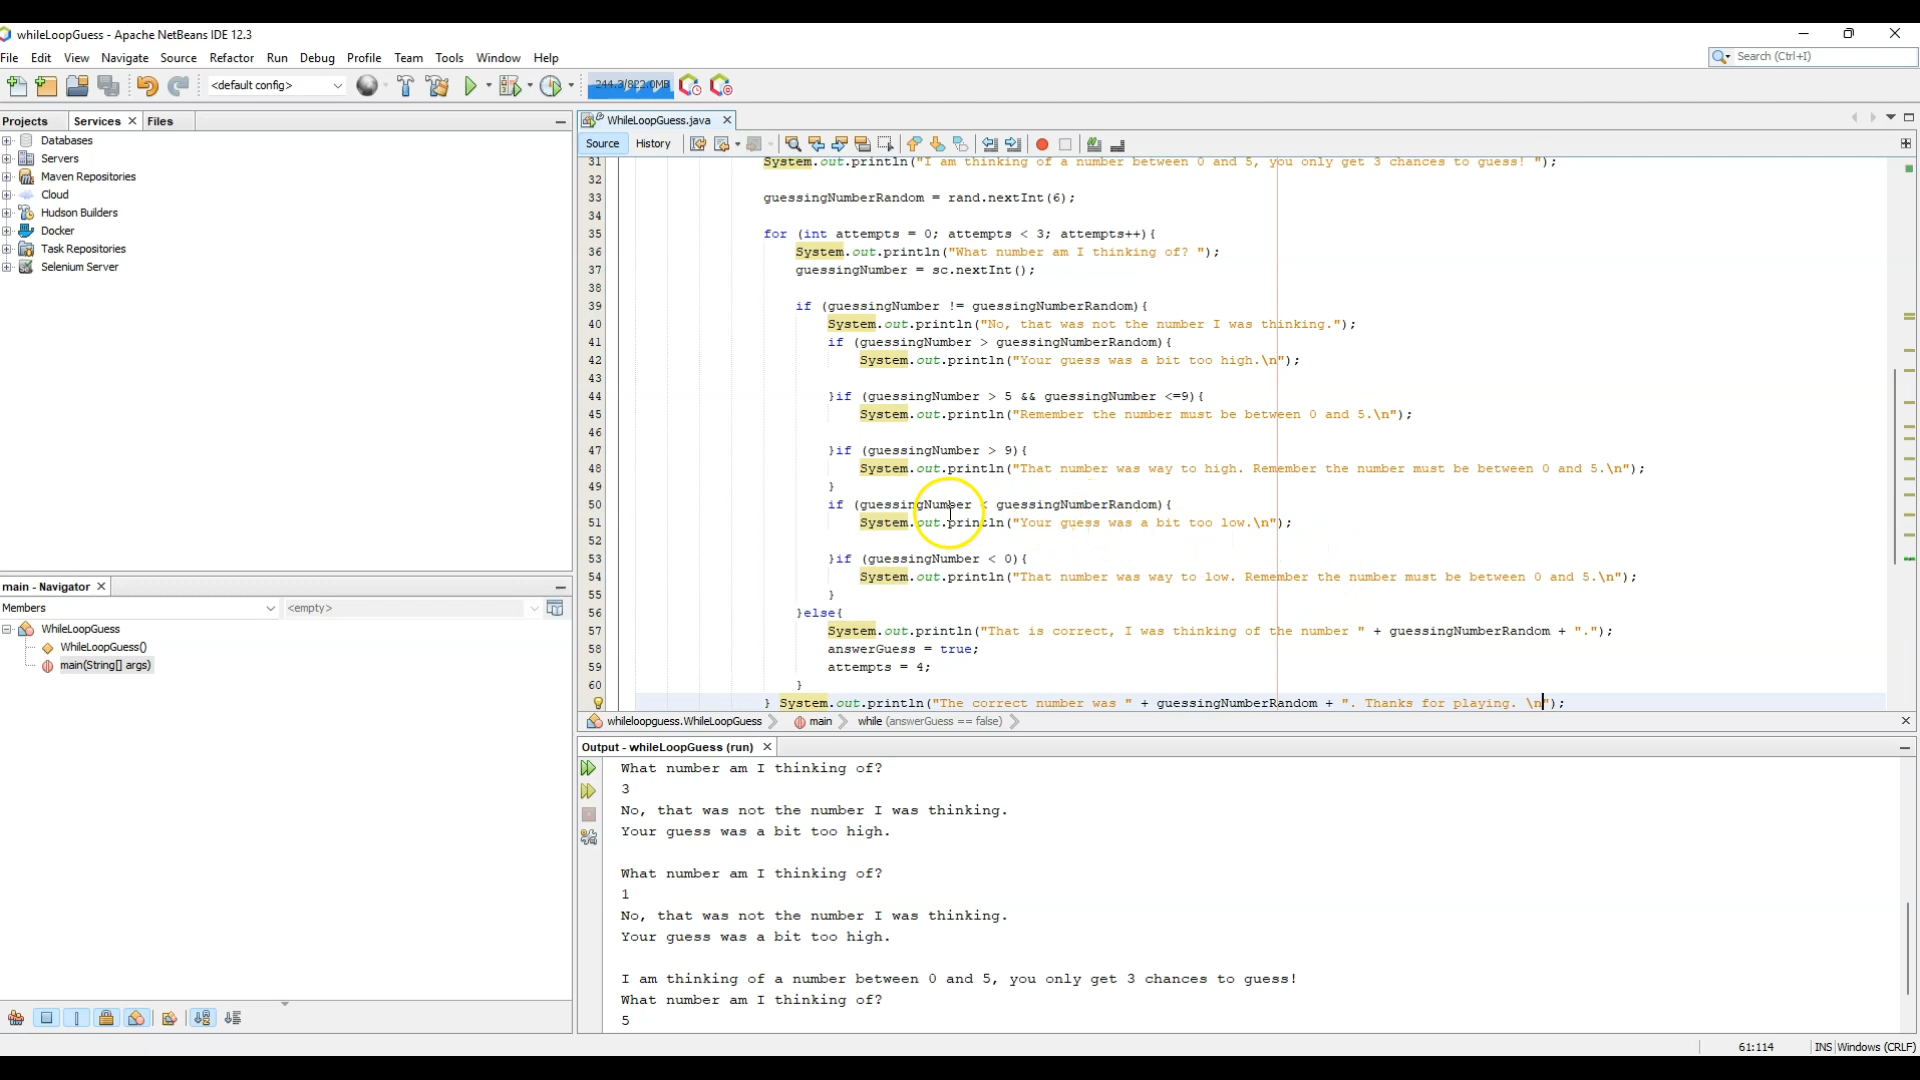 whileLoopGuess - Apache NetBeans IDE 12.3
File Edit View Navigate Source Refactor Run Debug Profile Team Tools Window Help
Search (Ctrl+I)
<default config>
244.3/822.0MB
Projects Services Files
WhileLoopGuess.java
Databases
Servers
Maven Repositories
Cloud
Hudson Builders
Docker
Task Repositories
Selenium Server
Source History
31 System.out.println("I am thinking of a number between 0 and 5, you only get 3 chances to guess! ");
32
33 guessingNumberRandom = rand.nextInt(6);
34
35 for (int attempts = 0; attempts < 3; attempts++){
36 System.out.println("What number am I thinking of? ");
37 guessingNumber = sc.nextInt();
38
39 if (guessingNumber != guessingNumberRandom){
40 System.out.println("No, that was not the number I was thinking.");
41 if (guessingNumber > guessingNumberRandom){
42 System.out.println("Your guess was a bit too high.\n");
43
44 }if (guessingNumber > 5 && guessingNumber <=9){
45 System.out.println("Remember the number must be between 0 and 5.\n");
46
47 }if (guessingNumber > 9){
48 System.out.println("That number was way to high. Remember the number must be between 0 and 5.\n");
49 }
50 if (guessingNumber < guessingNumberRandom){
51 System.out.println("Your guess was a bit too low.\n");
52
53 }if (guessingNumber < 0){
54 System.out.println("That number was way to low. Remember the number must be between 0 and 5.\n");
55 }
56 }else{
57 System.out.println("That is correct, I was thinking of the number " + guessingNumberRandom + ".");
58 answerGuess = true;
59 attempts = 4;
60 }
} System.out.println("The correct number was " + guessingNumberRandom + ". Thanks for playing. \n");
whileloopguess.WhileLoopGuess main while (answerGuess == false)
main - Navigator
Members <empty>
WhileLoopGuess
WhileLoopGuess()
main(String[] args)
Output - whileLoopGuess (run)
What number am I thinking of?
3
No, that was not the number I was thinking.
Your guess was a bit too high.
What number am I thinking of?
1
No, that was not the number I was thinking.
Your guess was a bit too high.
I am thinking of a number between 0 and 5, you only get 3 chances to guess!
What number am I thinking of?
5
61:114 INS Windows (CRLF)